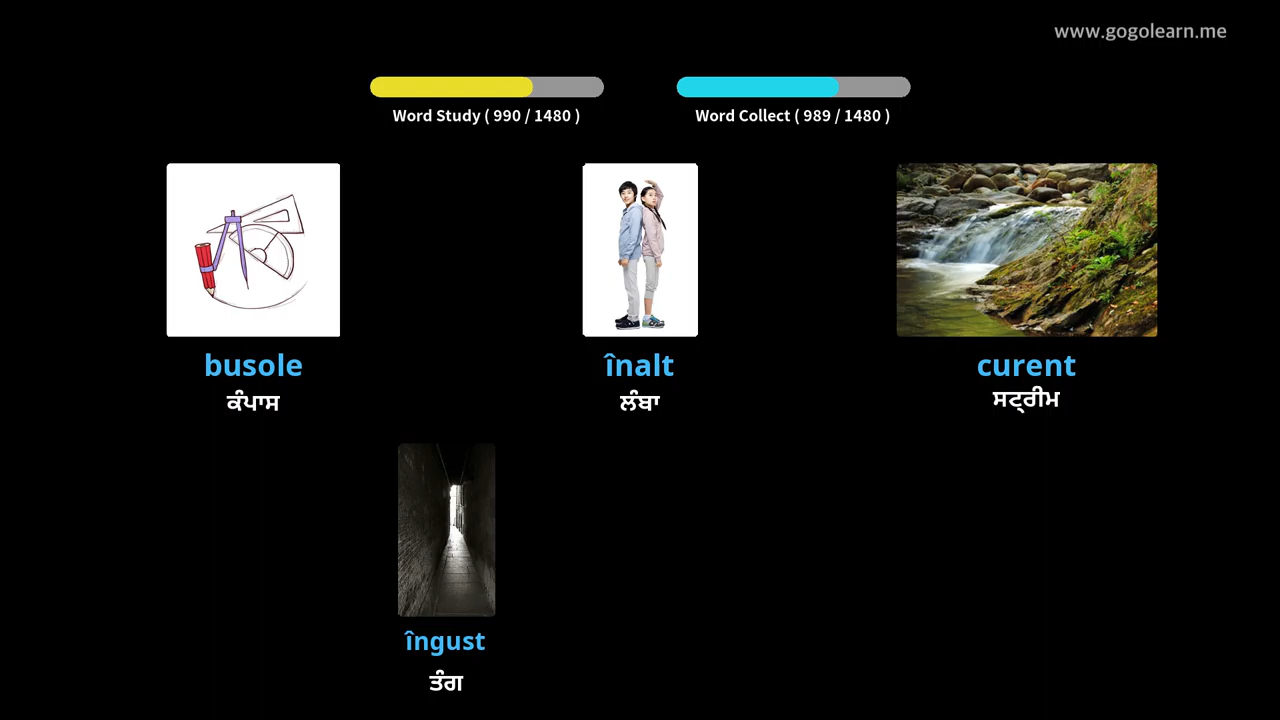 www.gogolearn.me
Word Study ( 990 / 1480 )
Word Collect ( 989 / 1480 )
busole
ਕੰਪਾਸ
înalt
ਲੰਬਾ
curent
ਸਟ੍ਰੀਮ
îngust
ਤੰਗ